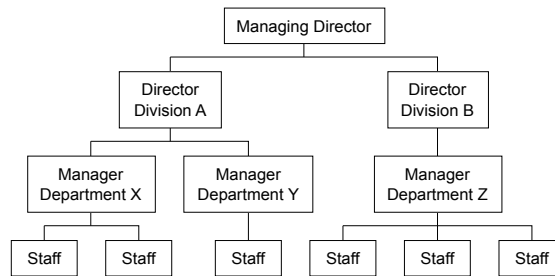 Managing Director
Director
Division A
Director
Division B
Manager
Department X
Manager
Department Y
Manager
Department Z
Staff
Staff
Staff
Staff
Staff
Staff